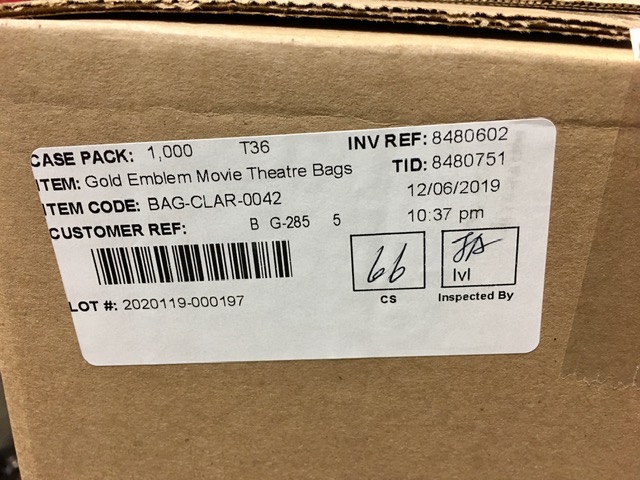 CASE PACK: 1,000 T36 INV REF: 8480602
ITEM: Gold Emblem Movie Theatre Bags TID: 8480751
ITEM CODE: BAG-CLAR-0042 12/06/2019
CUSTOMER REF: B G-285 5 10:37 pm
66 JA
lvl
CS Inspected By
LOT #: 2020119-000197